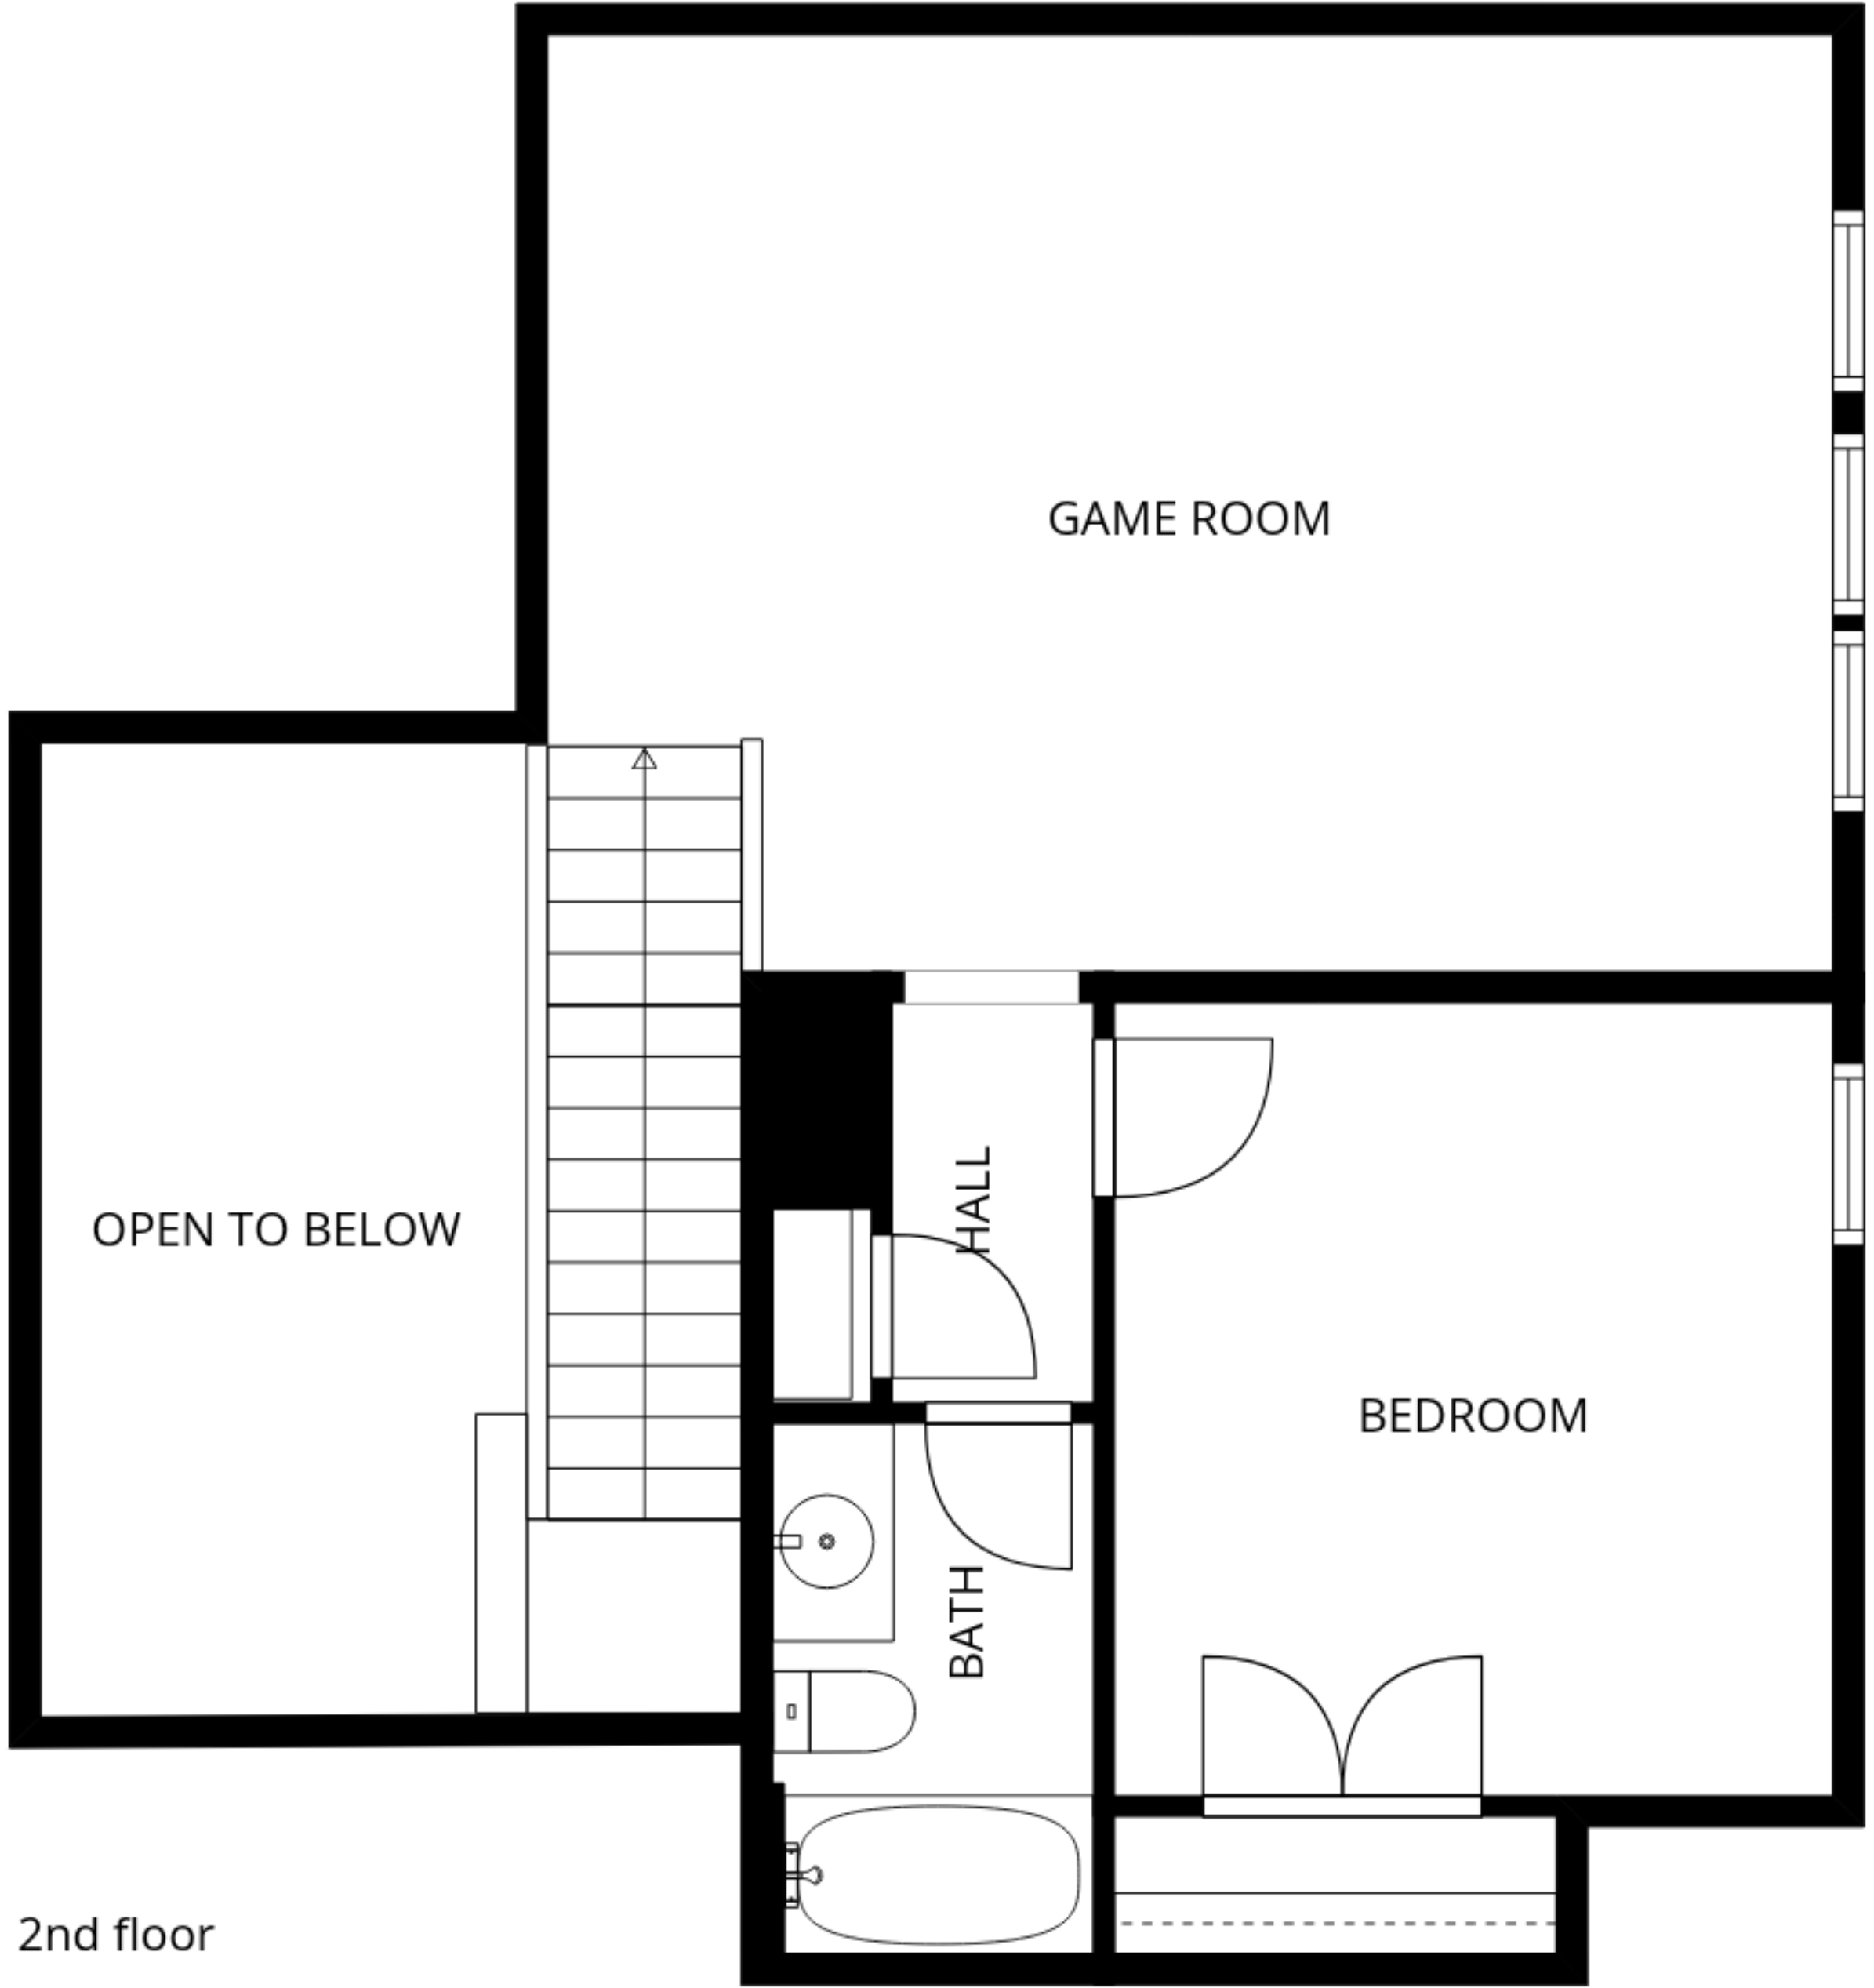 GAME ROOM
HALL
OPEN TO BELOW
BEDROOM
BATH
2nd floor